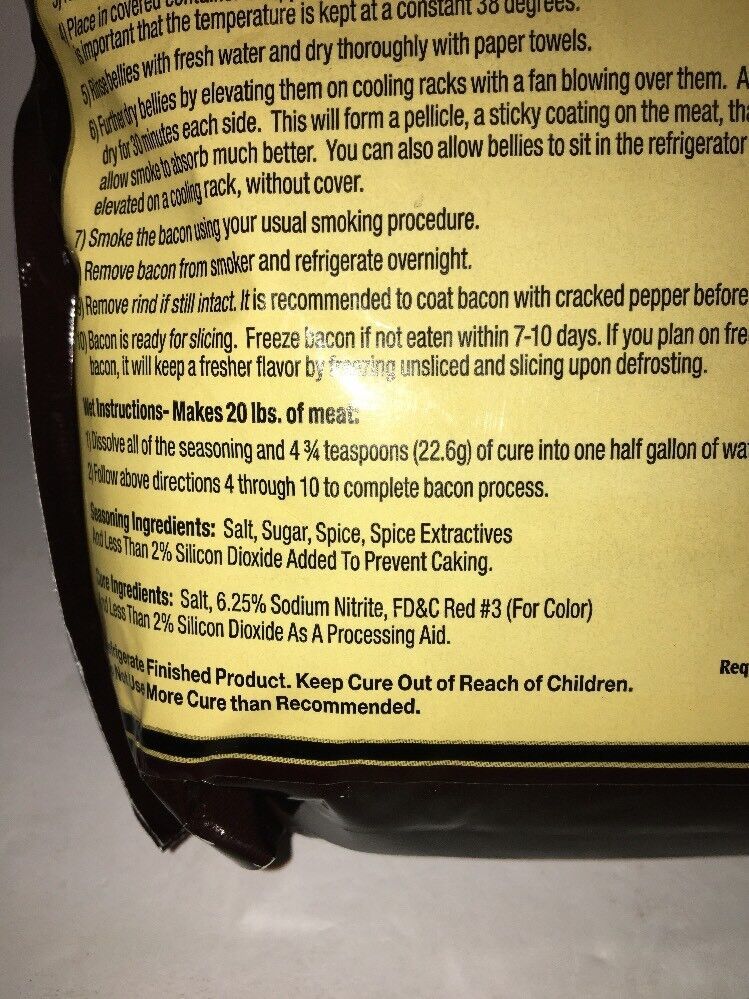 4) Place in covered
is important that the temperature is kept at a constant 38 degrees.
5) Rinse bellies with fresh water and dry thoroughly with paper towels.
6) Further dry bellies by elevating them on cooling racks with a fan blowing over them. A
dry for 30 minutes each side. This will form a pellicle, a sticky coating on the meat, tha
allow smoke to absorb much better. You can also allow bellies to sit in the refrigerator
elevated on a cooling rack, without cover.
7) Smoke the bacon using your usual smoking procedure.
) Remove bacon from smoker and refrigerate overnight.
) Remove rind if still intact. It is recommended to coat bacon with cracked pepper before
10) Bacon is ready for slicing. Freeze bacon if not eaten within 7-10 days. If you plan on fre
bacon, it will keep a fresher flavor by freezing unsliced and slicing upon defrosting.
Wet Instructions- Makes 20 lbs. of meat:
1) Dissolve all of the seasoning and 4 ¾ teaspoons (22.6g) of cure into one half gallon of wa
2) Follow above directions 4 through 10 to complete bacon process.
Seasoning Ingredients: Salt, Sugar, Spice, Spice Extractives
And Less Than 2% Silicon Dioxide Added To Prevent Caking.
Cure Ingredients: Salt, 6.25% Sodium Nitrite, FD&C Red #3 (For Color)
And Less Than 2% Silicon Dioxide As A Processing Aid.
Refrigerate Finished Product. Keep Cure Out of Reach of Children.
Not Use More Cure than Recommended.
Req